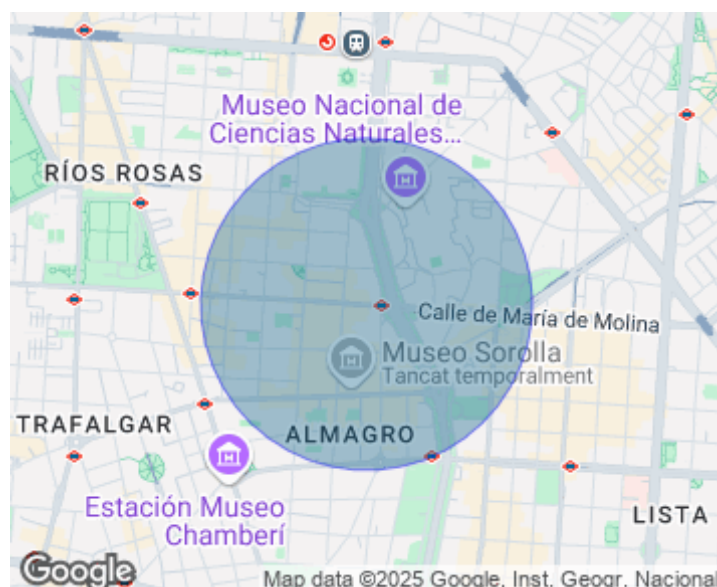 Museo Nacional de
Ciencias Naturales...
RÍOS ROSAS
Calle de María de Molina
Museo Sorolla
Tancat temporalment
TRAFALGAR
ALMAGRO
Estación Museo
Chamberí
LISTA
Google
Map data ©2025 Google, Inst. Geogr. Nacional